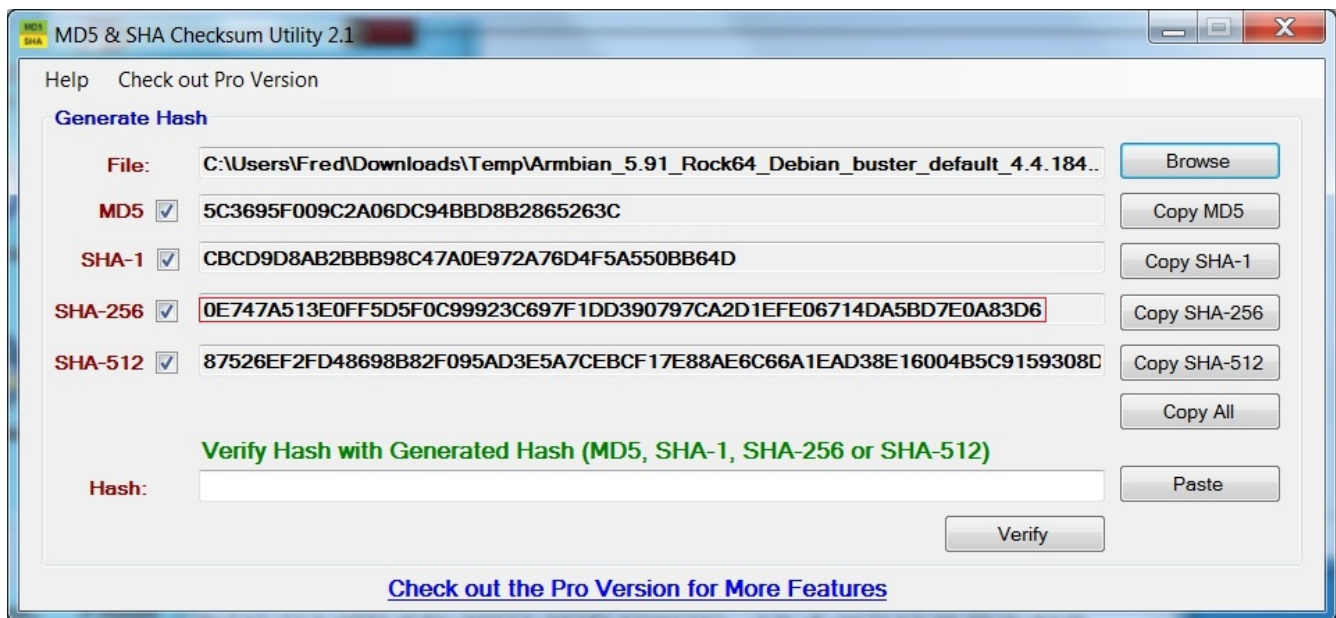 MD5 SHA MD5 & SHA Checksum Utility 2.1
Help Check out Pro Version
Generate Hash
File: C:\Users\Fred\Downloads\Temp\Armbian_5.91_Rock64_Debian_buster_default_4.4.184.. Browse
MD5 5C3695F009C2A06DC94BBD8B2865263C Copy MD5
SHA-1 CBCD9D8AB2BBB98C47A0E972A76D4F5A550BB64D Copy SHA-1
SHA-256 0E747A513E0FF5D5F0C99923C697F1DD390797CA2D1EFE06714DA5BD7E0A83D6 Copy SHA-256
SHA-512 87526EF2FD48698B82F095AD3E5A7CEBCF17E88AE6C66A1EAD38E16004B5C9159308D Copy SHA-512
Copy All
Verify Hash with Generated Hash (MD5, SHA-1, SHA-256 or SHA-512)
Hash: Paste
Verify
Check out the Pro Version for More Features